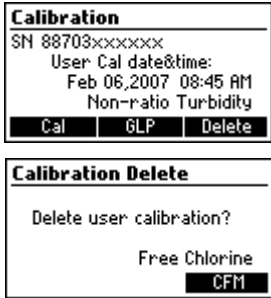 Calibration
SN 88703xxxxxx
User Cal date&time:
Feb 06,2007 08:45 AM
Non-ratio Turbidity
Cal GLP Delete
Calibration Delete
Delete user calibration?
Free Chlorine
CFM